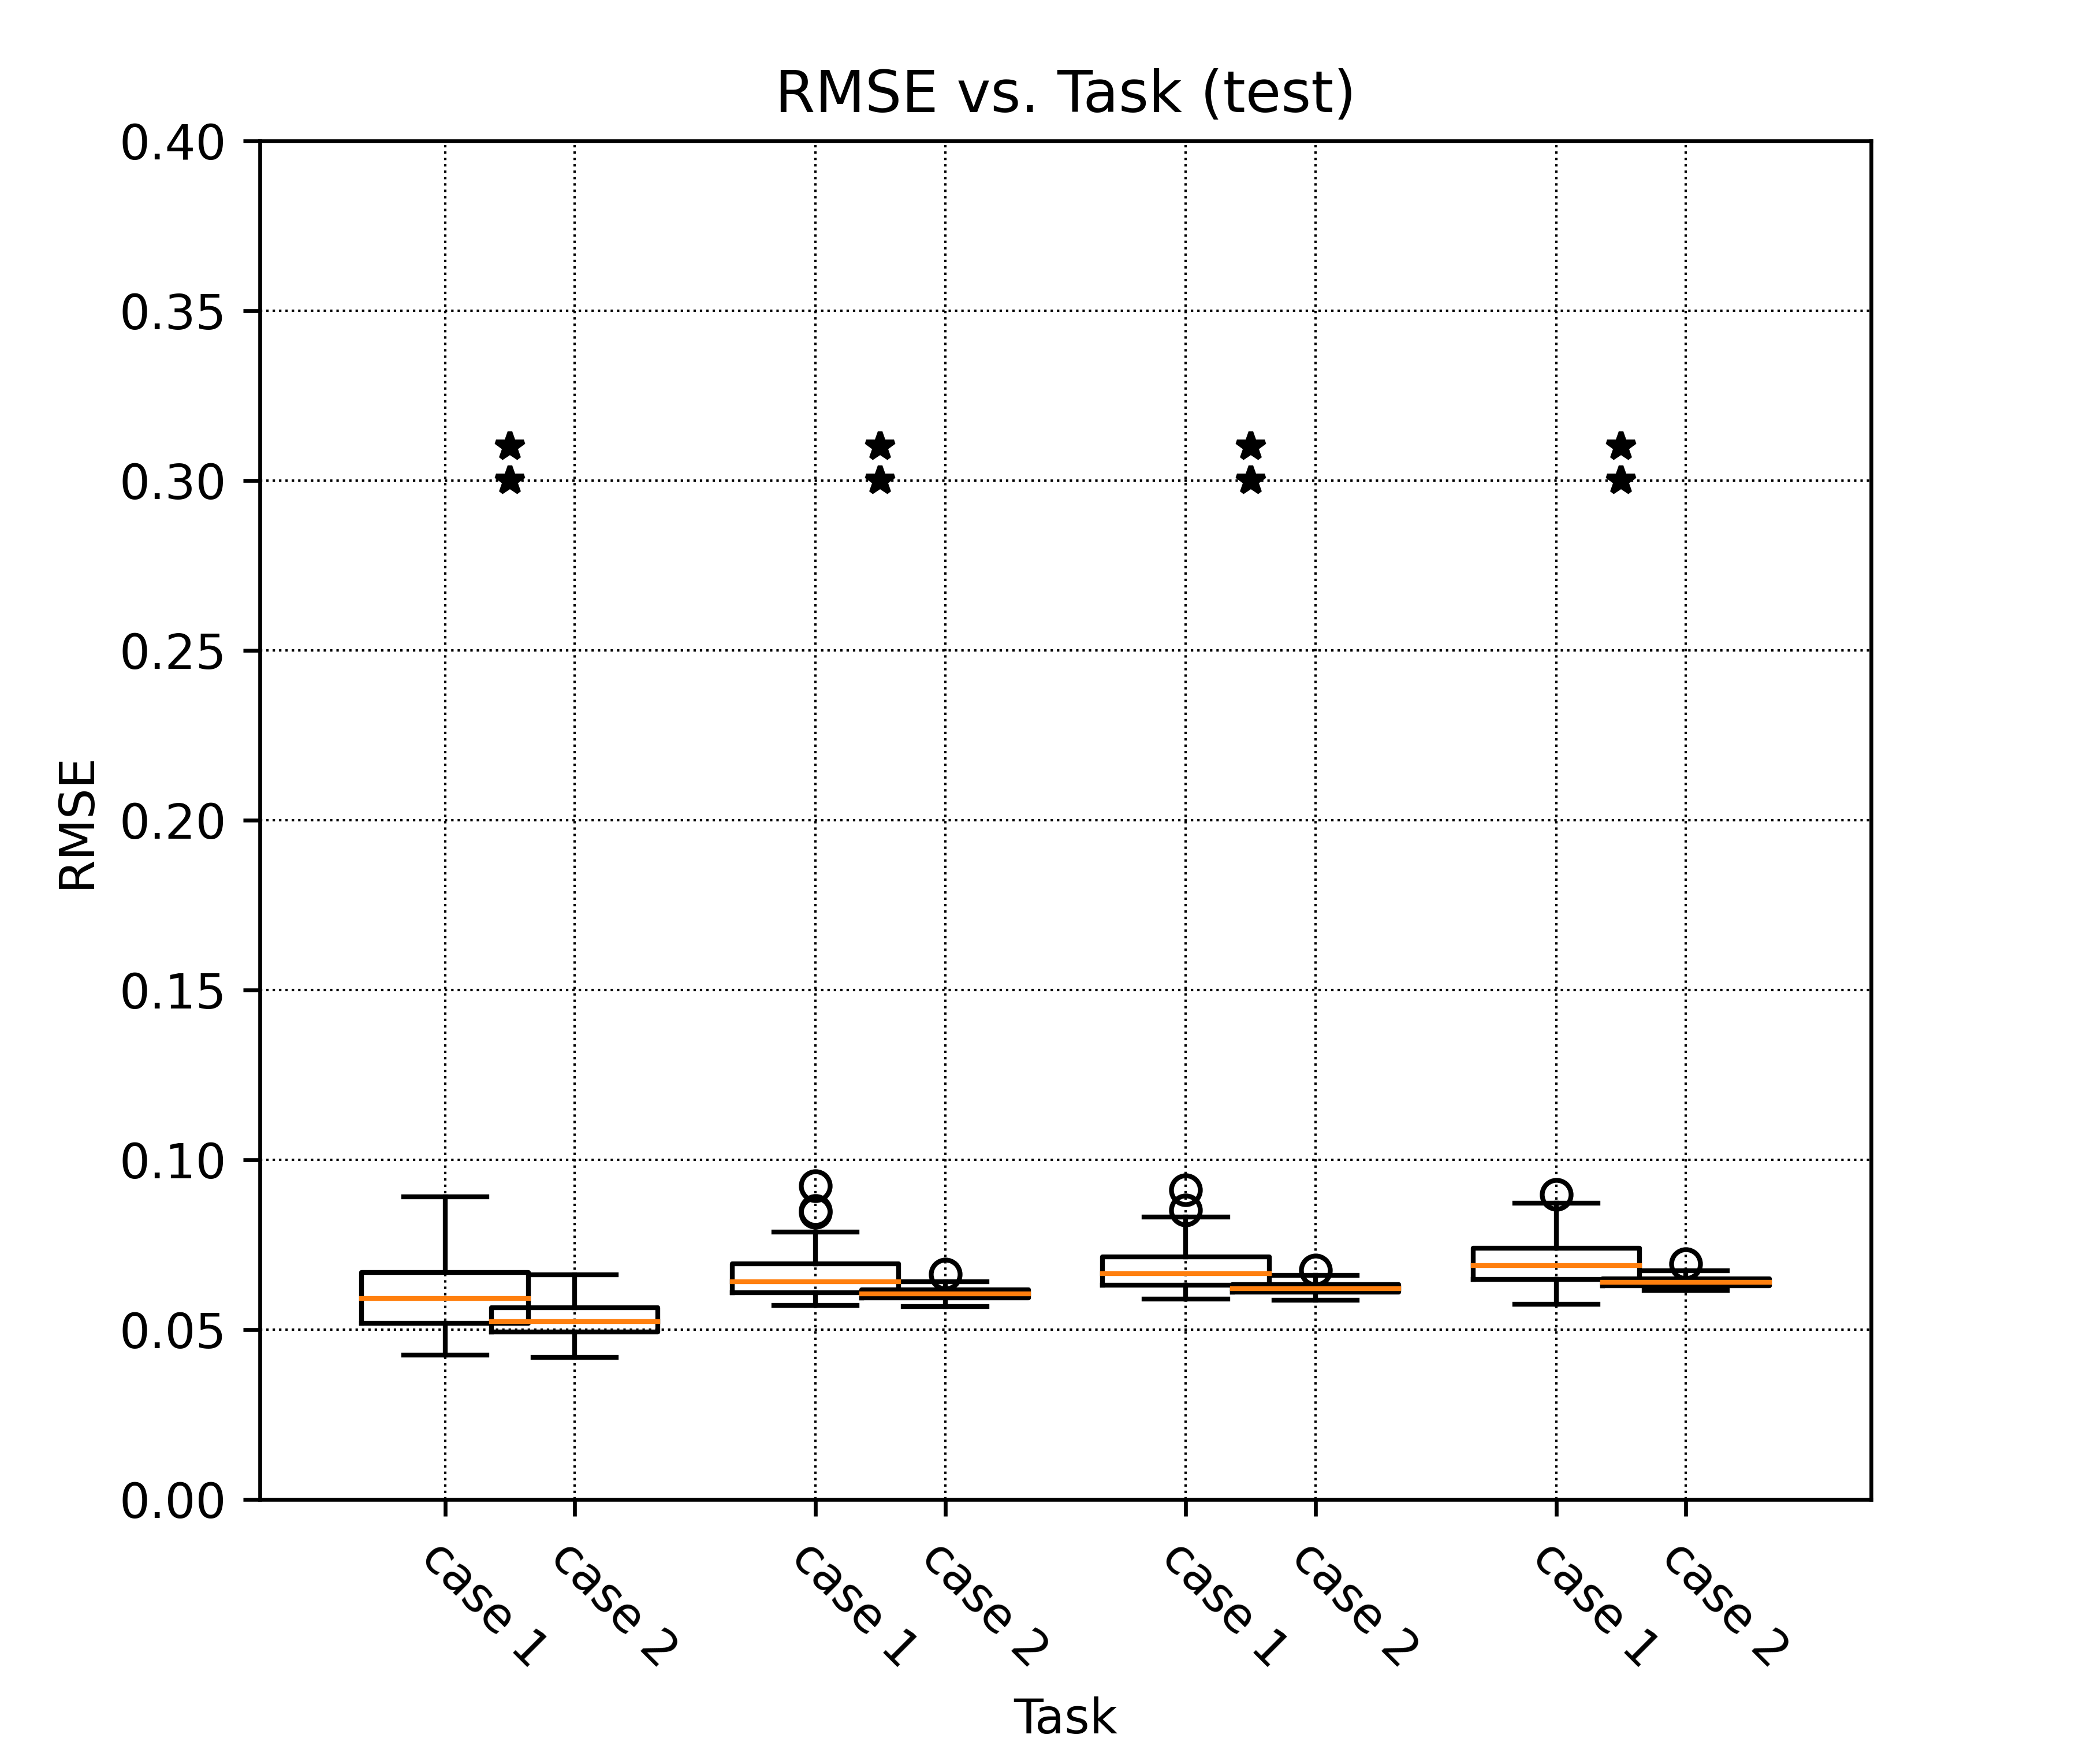 RMSE vs. Task (test)
0.40
0.35
0.30
0.25
0.20
0.15
0.10
0.05
0.00
RMSE
case 1
case 2
case 1
case 2
case 1
case 2
case 1
case 2
Task